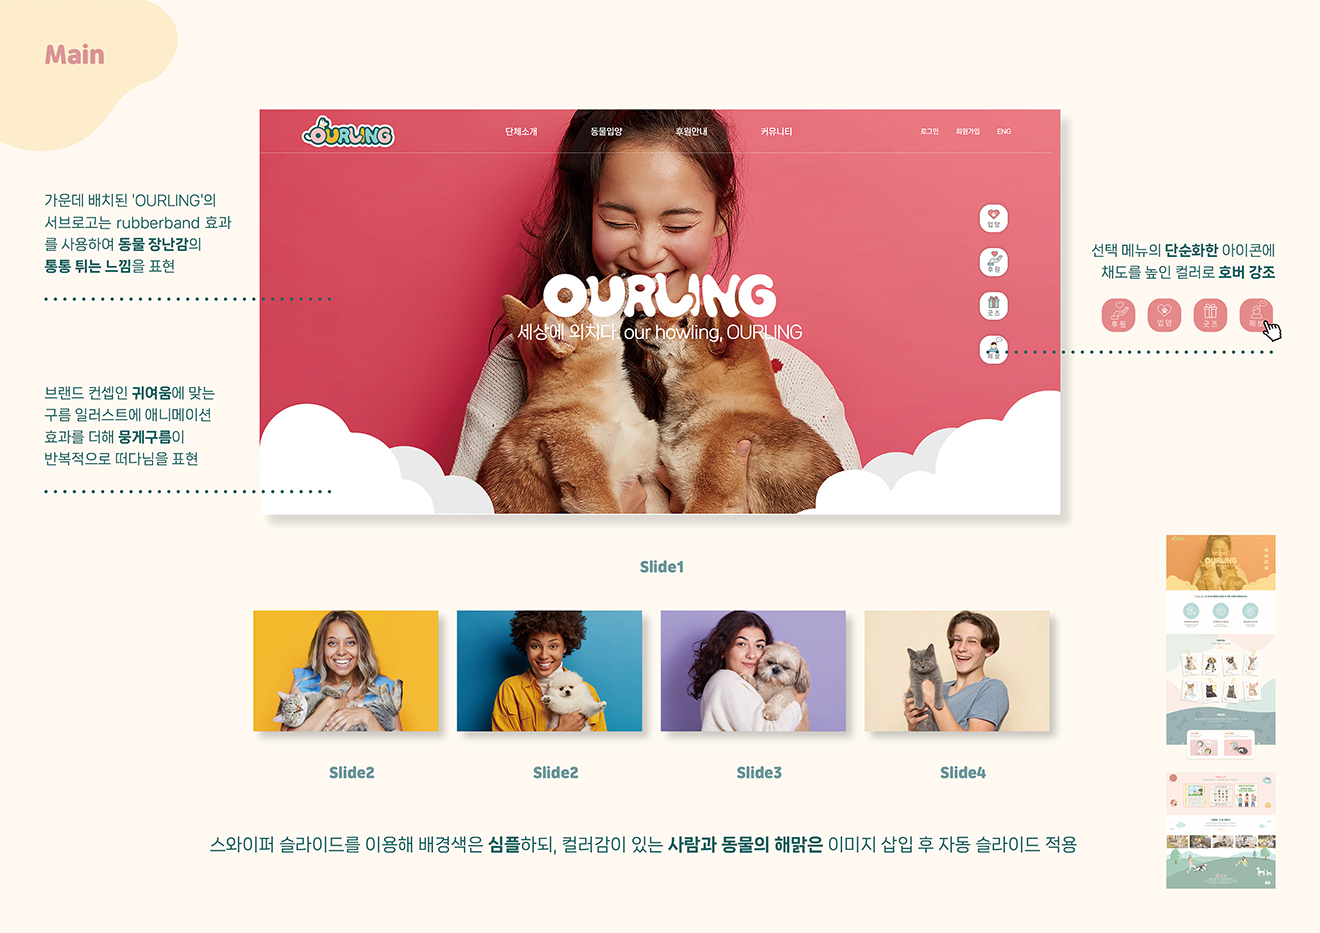 Main
OURLING
단체소개
동물입양
후원안내
커뮤니티
로그인
회원가입
ENG
가운데 배치된 'OURLING'의
서브로고는 rubberband 효과
를 사용하여 동물 장난감의
통통 튀는 느낌을 표현
입양
후원
굿즈
제보
선택 메뉴의 단순화한 아이콘에
채도를 높인 컬러로 호버 강조
후원
입양
굿즈
제보
OURLING
세상에 외치다. our howling, OURLING
브랜드 컨셉인 귀여움에 맞는
구름 일러스트에 애니메이션
효과를 더해 뭉게구름이
반복적으로 떠다님을 표현
Slide1
Slide2
Slide2
Slide3
Slide4
OURLING
스와이퍼 슬라이드를 이용해 배경색은 심플하되, 컬러감이 있는 사람과 동물의 해맑은 이미지 삽입 후 자동 슬라이드 적용